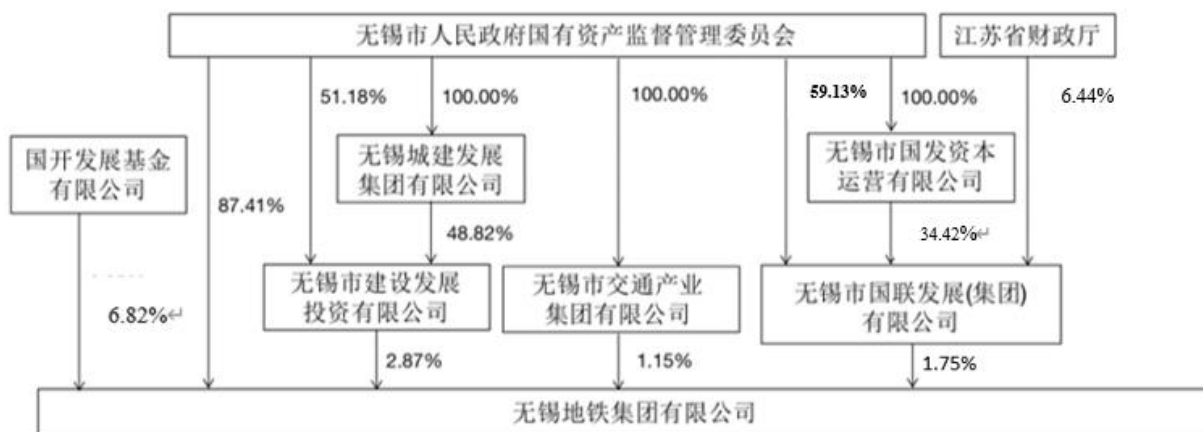 无锡市人民政府国有资产监督管理委员会
江苏省财政厅
51.18%
100.00%
100.00%
59.13%
100.00%
6.44%
国开发展基金
有限公司
无锡城建发展
集团有限公司
无锡市国发资本
运营有限公司
87.41%
48.82%
34.42%↵
无锡市建设发展
投资有限公司
无锡市交通产业
集团有限公司
无锡市国联发展(集团)
有限公司
6.82%↵
2.87%
1.15%
1.75%
无锡地铁集团有限公司